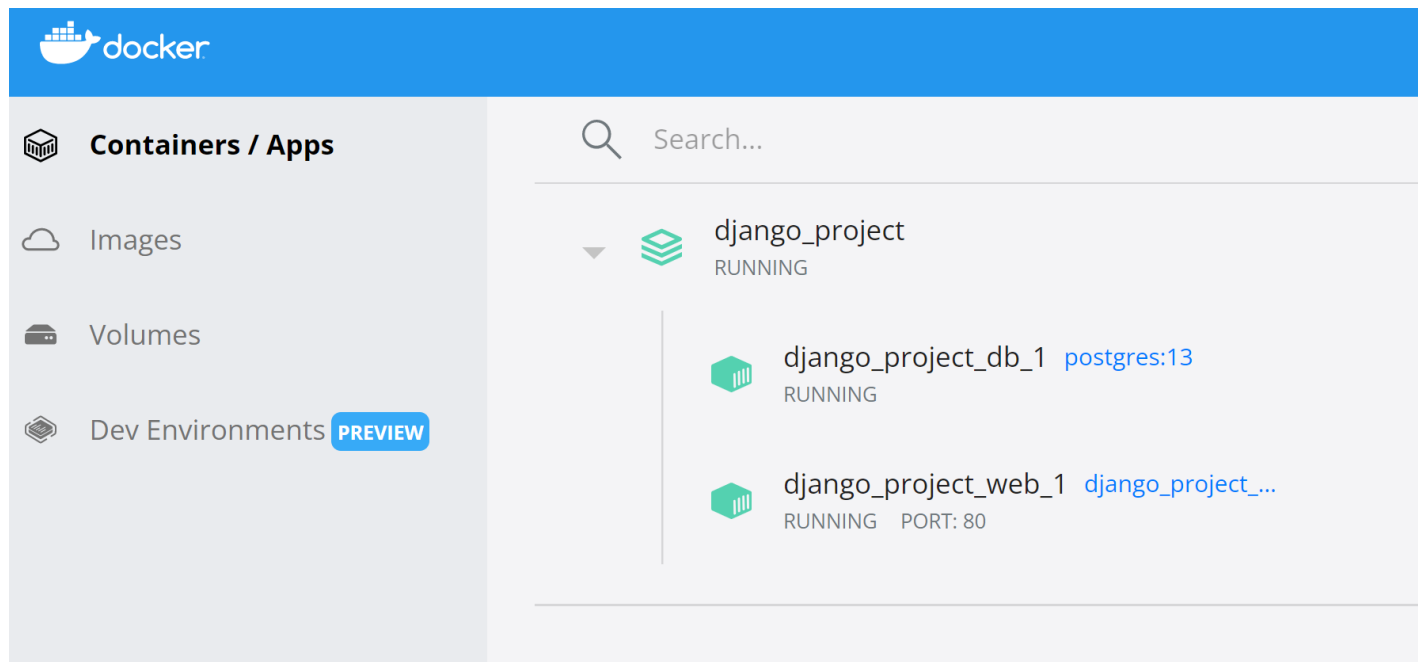 docker
Containers / Apps
Images
Volumes
Dev Environments PREVIEW
Search...
django_project
RUNNING
django_project_db_1 postgres:13
RUNNING
django_project_web_1 django_project_...
RUNNING PORT: 80